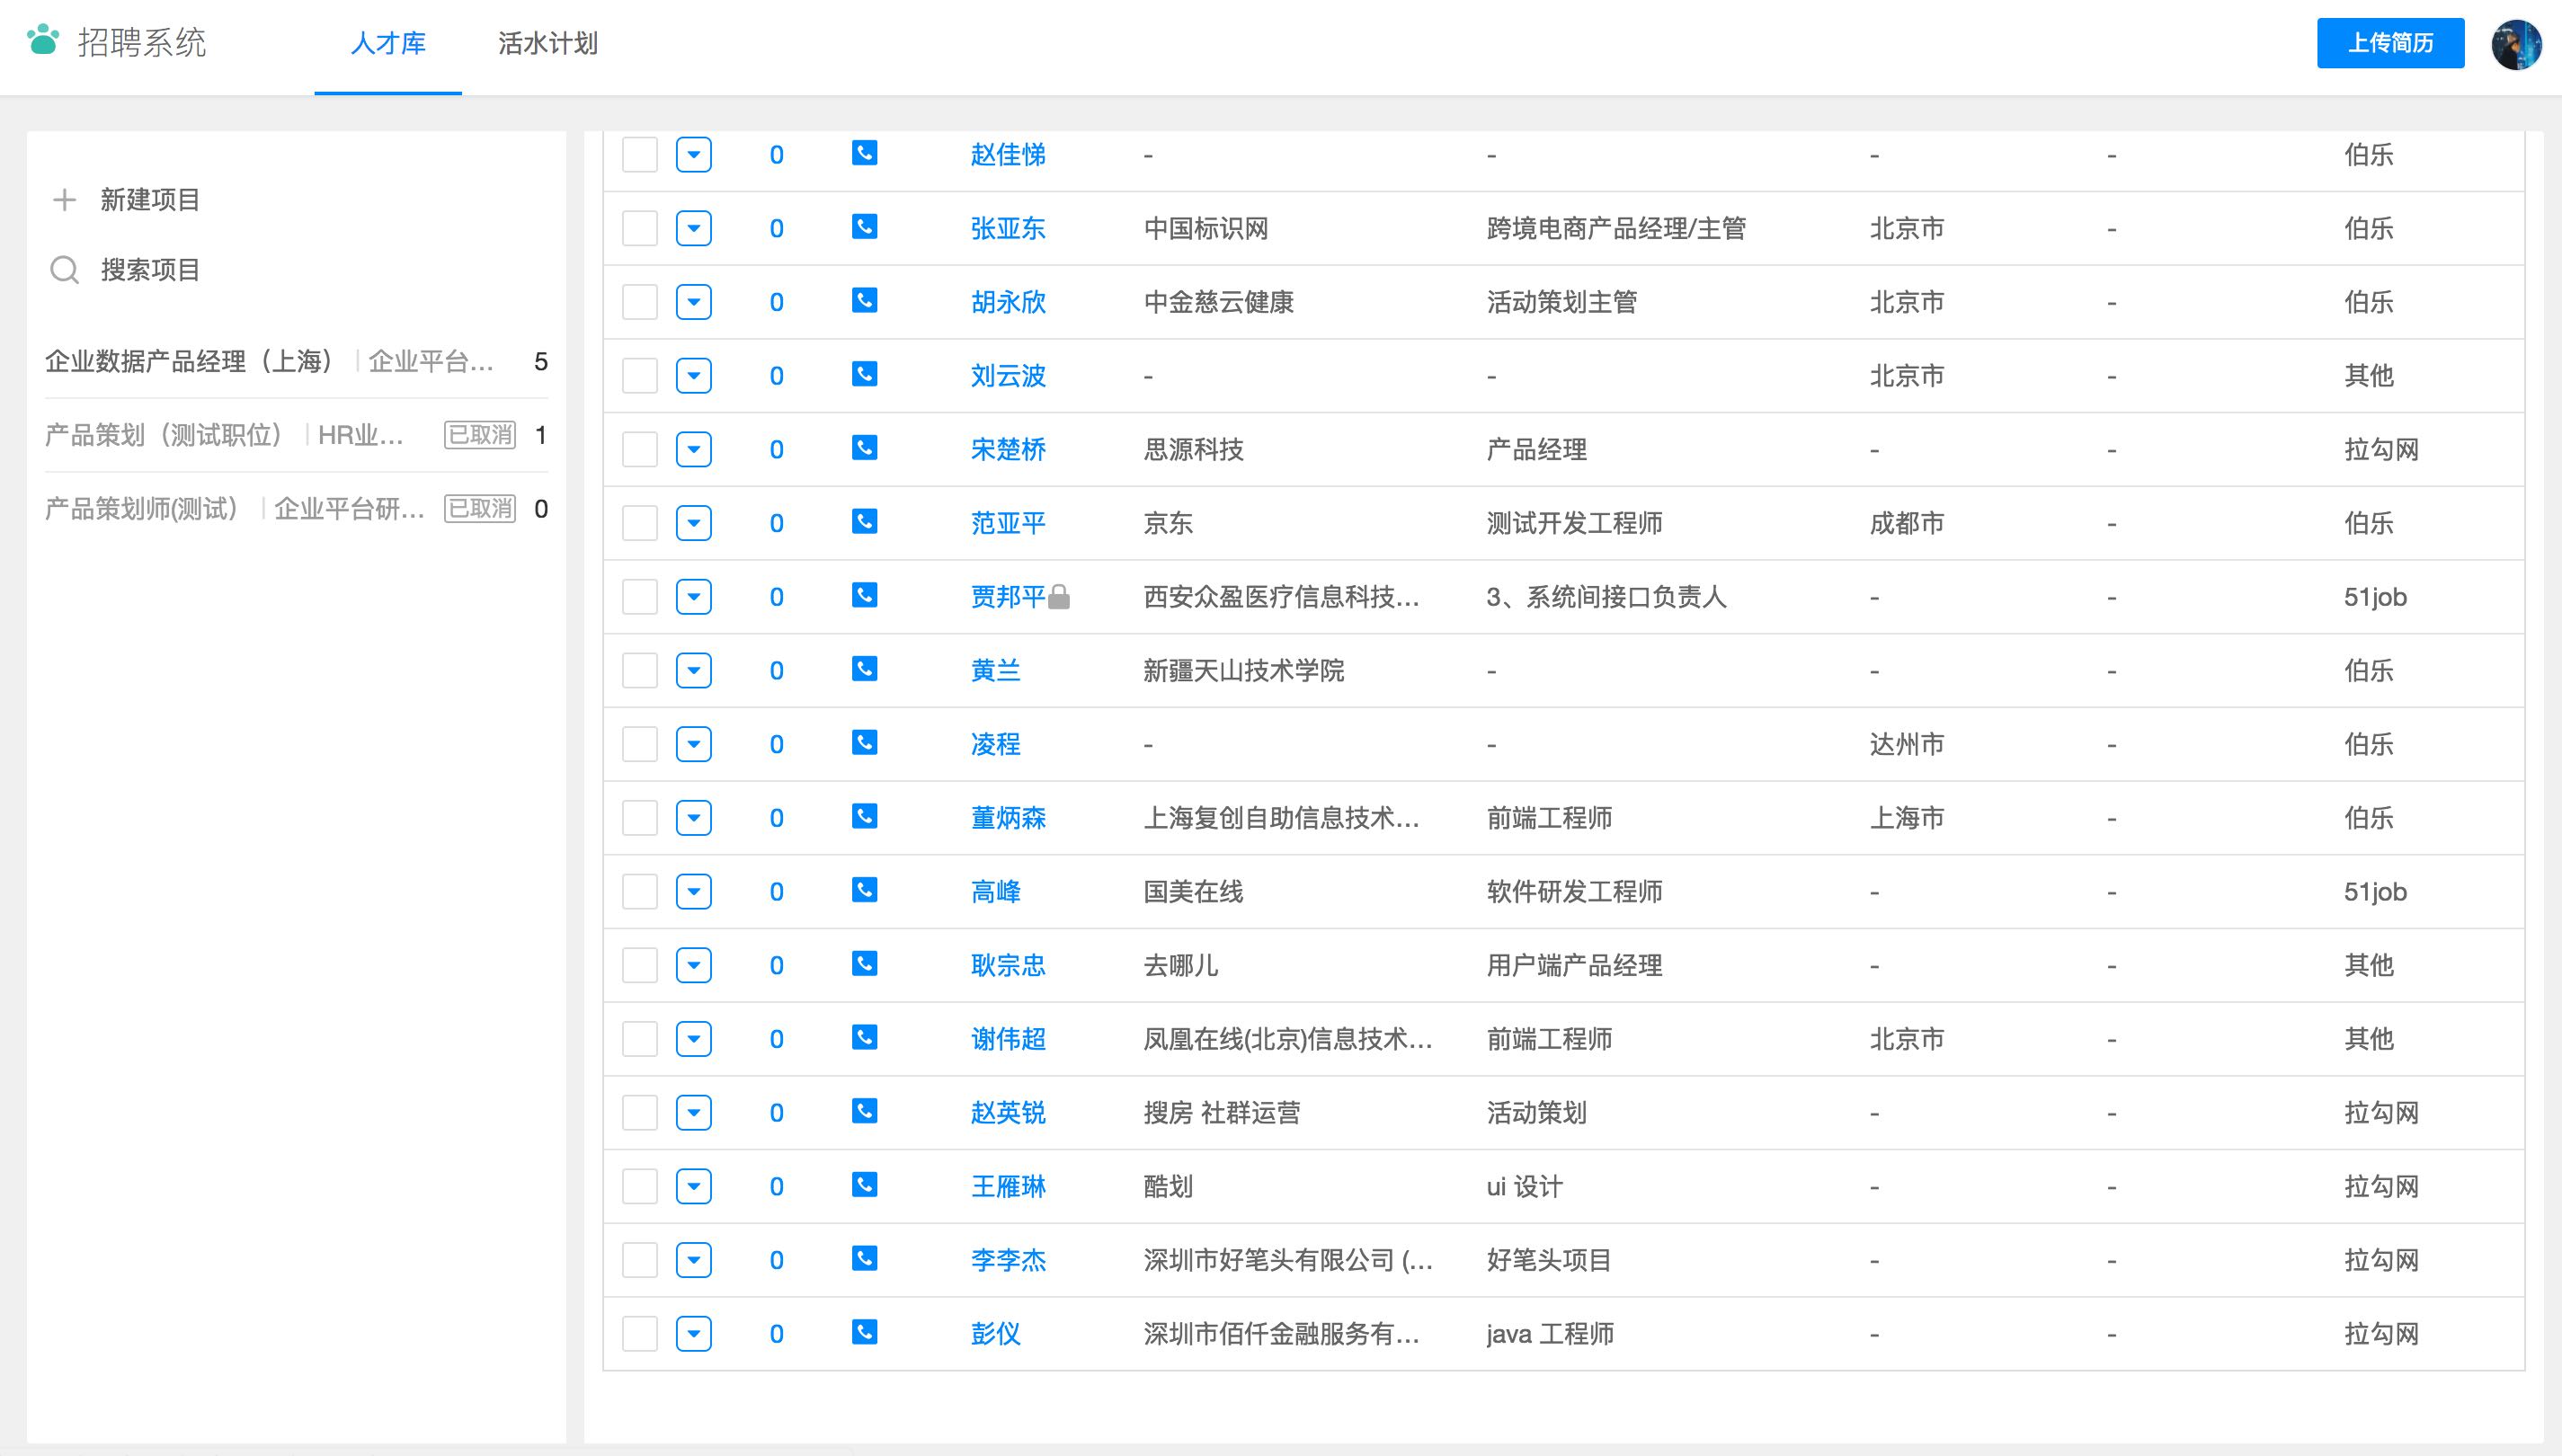 招聘系统 人才库 活水计划 上传简历
新建项目
搜索项目
企业数据产品经理（上海） 企业平台... 5
产品策划（测试职位） HR业... 已取消 1
产品策划师(测试） 企业平台研... 已取消 0
0 赵佳悌 - - - - 伯乐
0 张亚东 中国标识网 跨境电商产品经理/主管 北京市 - 伯乐
0 胡永欣 中金慈云健康 活动策划主管 北京市 - 伯乐
0 刘云波 - - 北京市 - 其他
0 宋楚桥 思源科技 产品经理 - - 拉勾网
0 范亚平 京东 测试开发工程师 成都市 - 伯乐
0 贾邦平 西安众盈医疗信息科技... 3、系统间接口负责人 - - 51job
0 黄兰 新疆天山技术学院 - - - 伯乐
0 凌程 - - 达州市 - 伯乐
0 董炳森 上海复创自助信息技术... 前端工程师 上海市 - 伯乐
0 高峰 国美在线 软件研发工程师 - - 51job
0 耿宗忠 去哪儿 用户端产品经理 - - 其他
0 谢伟超 凤凰在线(北京)信息技术... 前端工程师 北京市 - 其他
0 赵英锐 搜房 社群运营 活动策划 - - 拉勾网
0 王雁琳 酷划 ui 设计 - - 拉勾网
0 李李杰 深圳市好笔头有限公司 (... 好笔头项目 - - 拉勾网
0 彭仪 深圳市佰仟金融服务有... java 工程师 - - 拉勾网